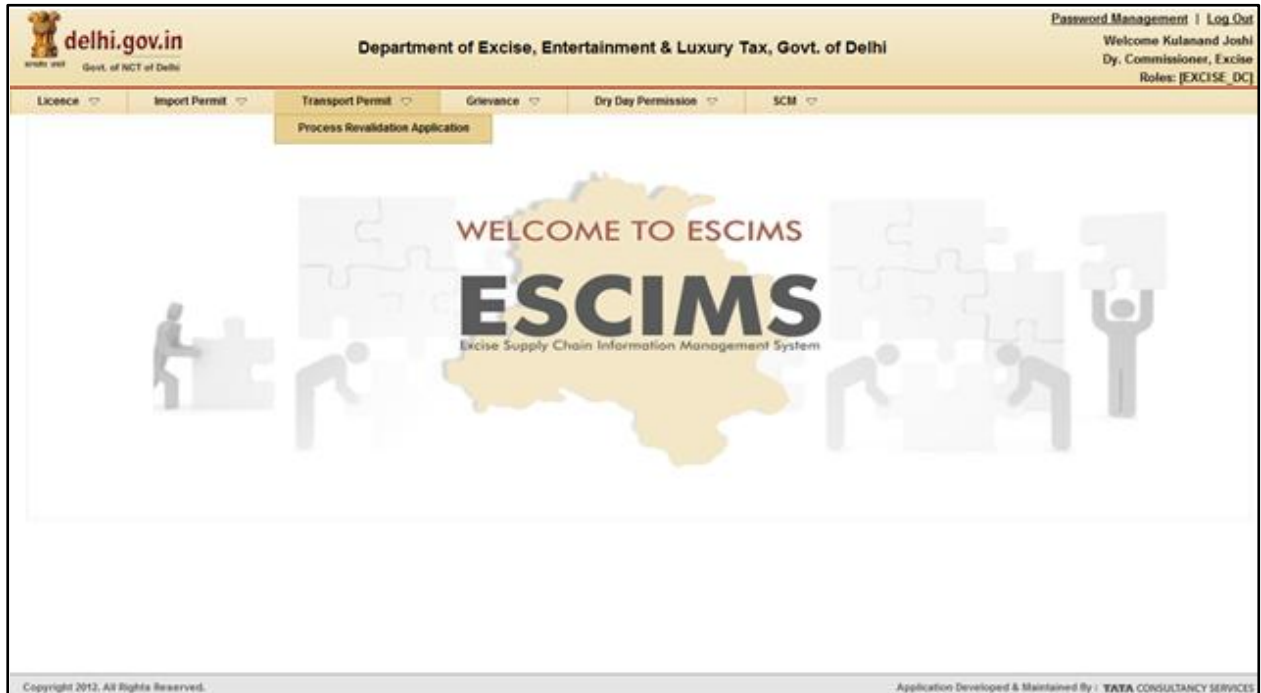 Password Management | Log Out
delhi.gov.in
Govt. of NCT of Delhi
Department of Excise, Entertainment & Luxury Tax, Govt. of Delhi
Welcome Kulanand Joshi
Dy. Commissioner, Excise
Roles: [EXCISE_DC]
Licence Import Permit Transport Permit Grievance Dry Day Permission SCM
Process Revalidation Application
WELCOME TO ESCIMS
ESCIMS
Excise Supply Chain Information Management System
Copyright 2012. All Rights Reserved.
Application Developed & Maintained By : TATA CONSULTANCY SERVICES